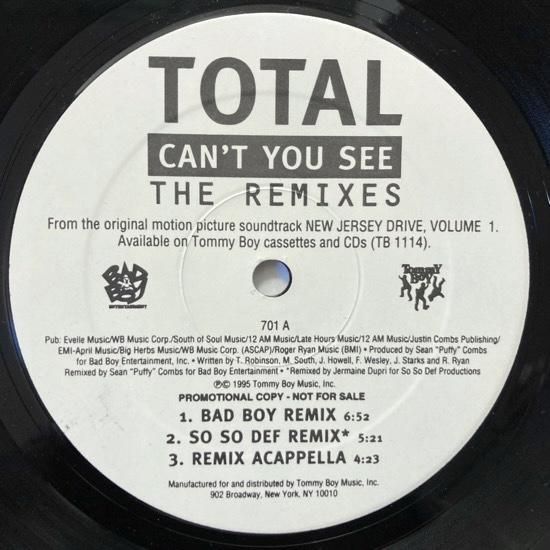 TOTAL
CAN'T YOU SEE
THE REMIXES
From the original motion picture soundtrack NEW JERSEY DRIVE, VOLUME 1.
Available on Tommy Boy cassettes and CDs (TB 1114).
BAD BOY
ENTERTAINMENT
TOMMY BOY
701 A
Pub: Evelle Music/WB Music Corp./South of Soul Music/12 AM Music/Late Hours Music/12 AM Music/Justin Combs Publishing/
EMI-April Music/Big Herbs Music/WB Music Corp. (ASCAP)/Roger Ryan Music (BMI) • Produced by Sean "Puffy" Combs
for Bad Boy Entertainment, Inc. • Written by T. Robinson, M. South, J. Howell, F. Wesley, J. Starks and R. Ryan
Remixed by Sean "Puffy" Combs for Bad Boy Entertainment • *Remixed by Jermaine Dupri for So So Def Productions
℗© 1995 Tommy Boy Music, Inc.
PROMOTIONAL COPY - NOT FOR SALE
1. BAD BOY REMIX 6:52
2. SO SO DEF REMIX* 5:21
3. REMIX ACAPPELLA 4:23
Manufactured for and distributed by Tommy Boy Music, Inc.
902 Broadway, New York, NY 10010